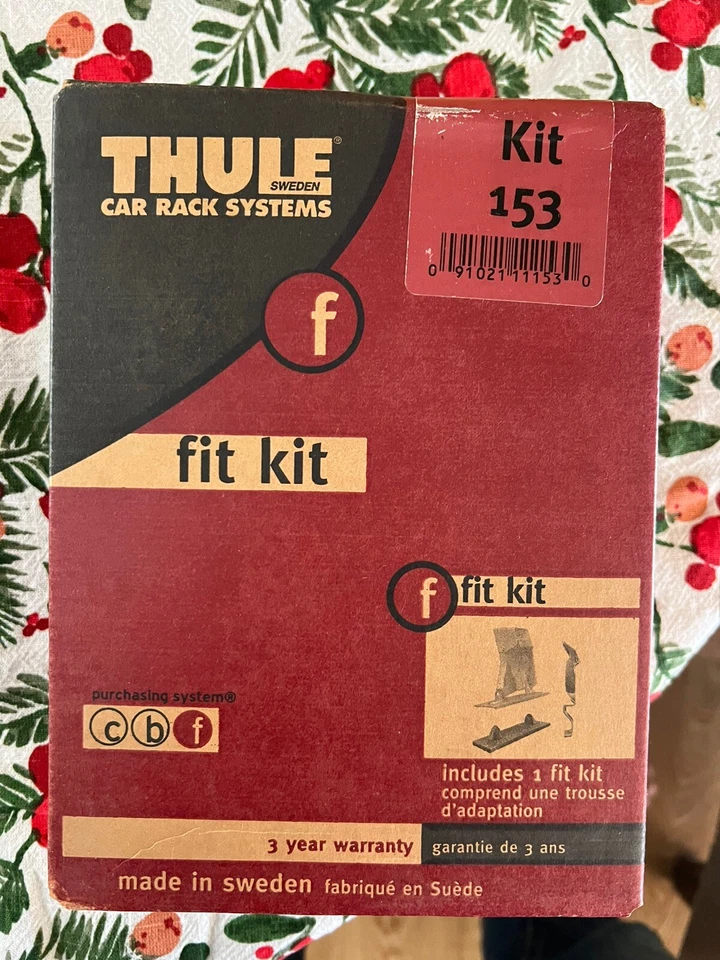 THULE®
SWEDEN
CAR RACK SYSTEMS
Kit
153
0 91021 11153 0
f
fit kit
f fit kit
purchasing system®
c b f
includes 1 fit kit
comprend une trousse
d'adaptation
3 year warranty garantie de 3 ans
made in sweden fabriqué en Suède